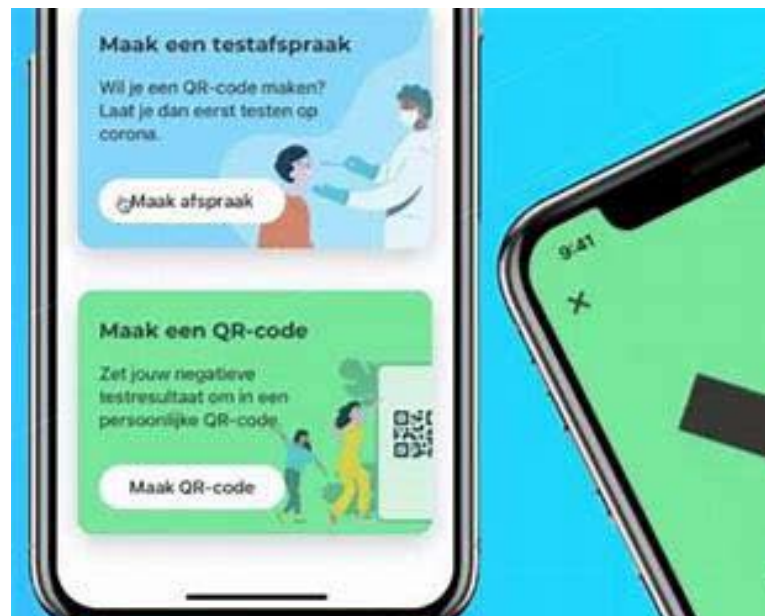 Maak een testafspraak
Wil je een QR-code maken?
Laat je dan eerst testen op
corona.
Maak afspraak
Maak een QR-code
Zet jouw negatieve
testresultaat om in een
persoonlijke QR-code.
Maak QR-code
9:41